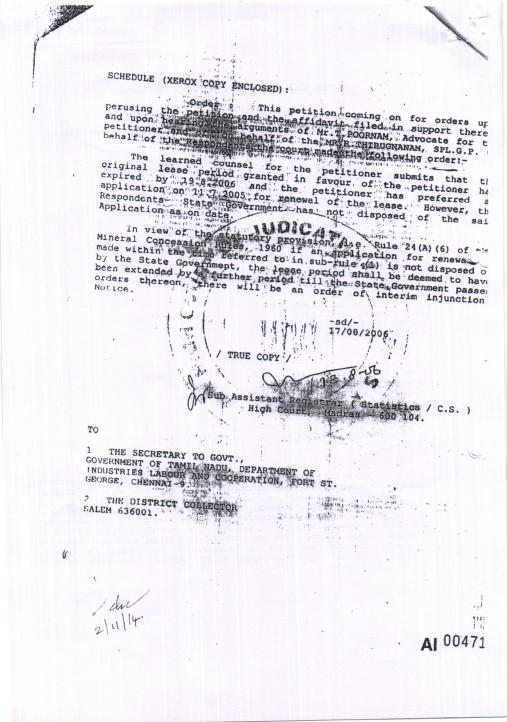 SCHEDULE (XEROX COPY ENCLOSED):
Order : This petition coming on for orders up
perusing the petition and the affidavit filed in support there
and upon hearing the arguments of Mr.T.POORNAM, Advocate for t
petitioner and behalf of the MR.R.THIRUGNANAM, SPL.G.P.
behalf of the Respondents the court made the following order:-
The learned counsel for the petitioner submits that t
original lease period granted in favour of the petitioner ha
expired by 19.8.2006 and the petitioner has preferred a
application on 11.7.2005 for renewal of the lease. However, th
Respondents- State Government has not disposed of the sai
Application as on date.
In view of the statutory provision, i.e. Rule 24(A)(6) of
Mineral Concession Rules, 1960 if an application for renewa
made within the time referred to in sub-rule (1) is not disposed o
by the State Government, the lease period shall be deemed to have
been extended by further period till the State Government passe
orders thereon, there will be an order of interim injunction
Notice.
JUDICAT
-sd/-
17/08/2006
/ TRUE COPY /
18-8-06
Sub Assistant Registrar ( Statistics / C.S. )
High Court, Madras - 600 104.
TO
1 THE SECRETARY TO GOVT.,
GOVERNMENT OF TAMIL NADU, DEPARTMENT OF
INDUSTRIES LABOUR AND COOPERATION, FORT ST.
GEORGE, CHENNAI-9.
2 THE DISTRICT COLLECTOR
SALEM 636001.
2/11/14.
AI 00471